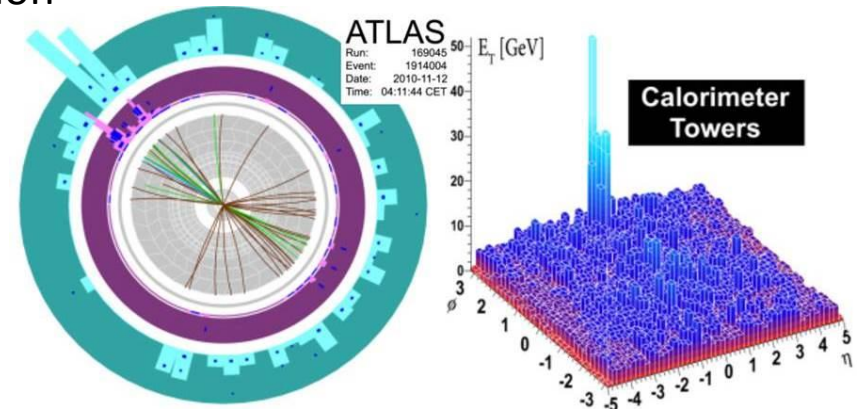 ATLAS
Run: 169045
Event: 1914004
Date: 2010-11-12
Time: 04:11:44 CET
E_T [GeV]
50
40
30
20
10
0
Calorimeter
Towers
3
2
1
0
-1
-2
-3
ϕ
-5 -4 -3 -2 -1 0 1 2 3 4 5
η